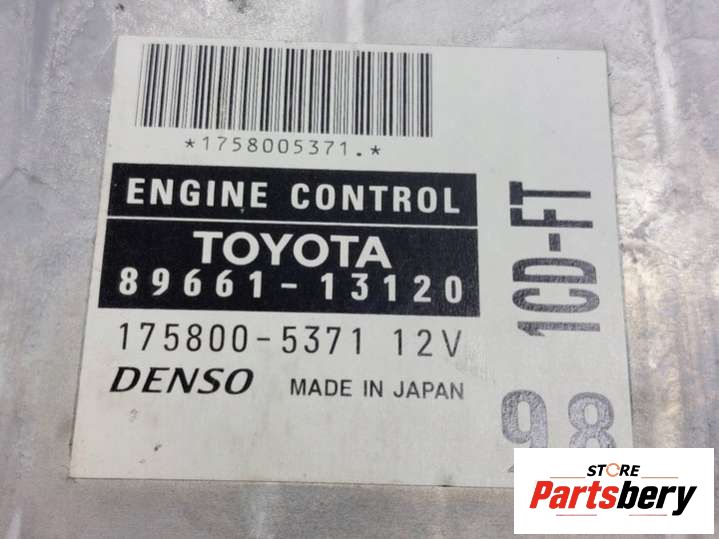 *1758005371.*
ENGINE CONTROL
TOYOTA
89661-13120
175800-5371 12V
DENSO MADE IN JAPAN
1CD-FT
98
STORE
Partsbery